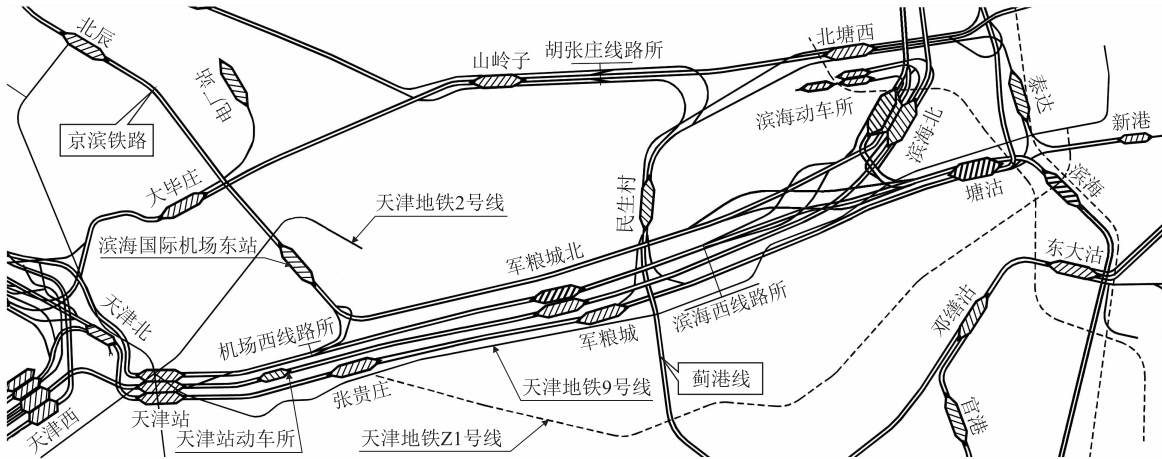 北辰
电厂站
京滨铁路
山岭子
胡张庄线路所
北塘西
滨海动车所
滨海北
泰达
新港
大毕庄
天津地铁2号线
民生村
塘沽
滨海
滨海国际机场东站
军粮城北
东大沽
天津北
机场西线路所
滨海西线路所
邓缮沽
军粮城
蓟港线
天津地铁9号线
张贵庄
天津西
天津站
天津站动车所
天津地铁Z1号线
官港